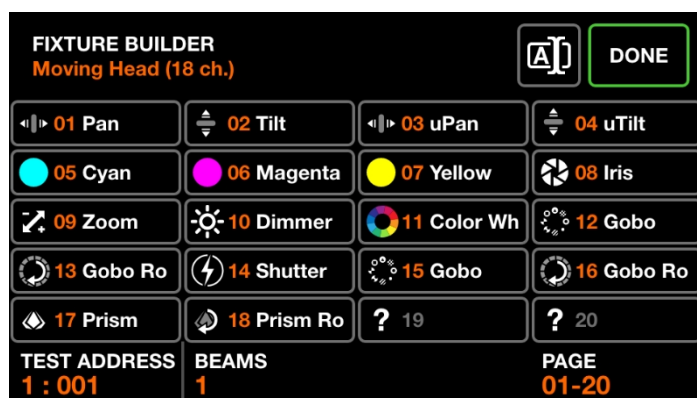 FIXTURE BUILDER
Moving Head (18 ch.)
A
DONE
01 Pan
02 Tilt
03 uPan
04 uTilt
05 Cyan
06 Magenta
07 Yellow
08 Iris
09 Zoom
10 Dimmer
11 Color Wh
12 Gobo
13 Gobo Ro
14 Shutter
15 Gobo
16 Gobo Ro
17 Prism
18 Prism Ro
? 19
? 20
TEST ADDRESS
1 : 001
BEAMS
1
PAGE
01-20